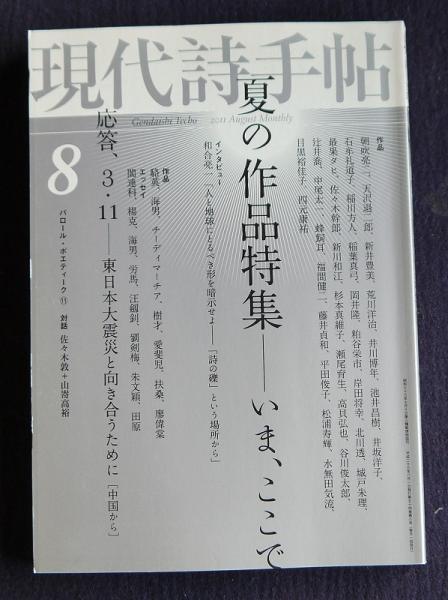 現代詩手帖
Gendaishi Techo 2011 August Monthly
8
夏の作品特集――いま、ここで
作品
朝吹亮二、天沢退二郎、新井豊美、荒川洋治、井川博年、池井昌樹、井坂洋子、
石牟礼道子、稲川方人、稲葉真弓、岡井隆、粕谷栄市、岸田将幸、北川透、城戸朱理、
最果タヒ、佐々木幹郎、新川和江、杉本真維子、瀬尾育生、高貝弘也、谷川俊太郎、
辻井喬、中尾太一、蜂飼耳、福間健二、藤井貞和、平田俊子、松浦寿輝、水無田気流、
目黒裕佳子、四元康祐
インタビュー
和合亮一「人と地球にとるべき形を暗示せよ――「詩の礫」という場所から」
応答、3・11――東日本大震災と向き合うために［中国から］
作品
駱英、海男、チーディマーチア、樹才、愛斐児、扶桑、廖偉棠
エッセイ
閻連科、楊克、海男、労馬、汪剣釗、劉剣梅、朱文穎、田原
パロール・ポエティーク⑪ 対話 佐々木敦+山嵜高裕